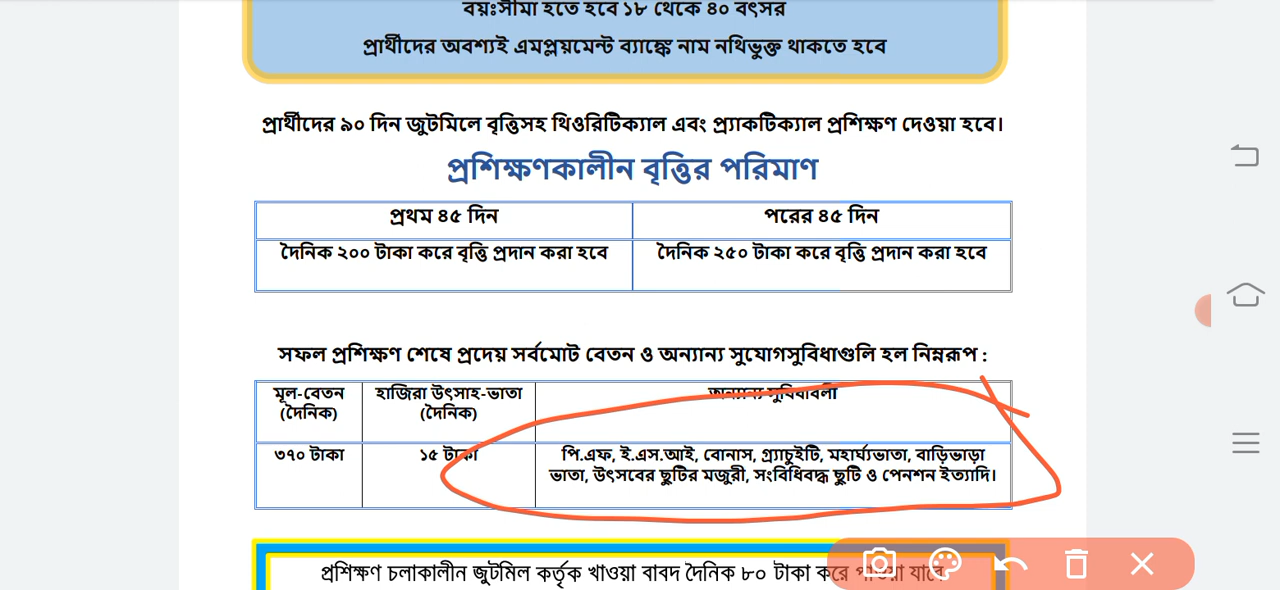 বয়ঃসীমা হতে হবে ১৮ থেকে ৪০ বৎসর
প্রার্থীদের অবশ্যই এমপ্লয়মেন্ট ব্যাঙ্কে নাম নথিভুক্ত থাকতে হবে
প্রার্থীদের ৯০ দিন জুটমিলে বৃত্তিসহ থিওরিটিক্যাল এবং প্র্যাকটিক্যাল প্রশিক্ষণ দেওয়া হবে।
প্রশিক্ষণকালীন বৃত্তির পরিমাণ
প্রথম ৪৫ দিন
পরের ৪৫ দিন
দৈনিক ২০০ টাকা করে বৃত্তি প্রদান করা হবে
দৈনিক ২৫০ টাকা করে বৃত্তি প্রদান করা হবে
সফল প্রশিক্ষণ শেষে প্রদেয় সর্বমোট বেতন ও অন্যান্য সুযোগসুবিধাগুলি হল নিম্নরূপ :
মূল-বেতন
(দৈনিক)
হাজিরা উৎসাহ-ভাতা
(দৈনিক)
অন্যান্য সুবিধাবলী
৩৭০ টাকা
১৫ টাকা
পি.এফ, ই.এস.আই, বোনাস, গ্র্যাচুইটি, মহার্ঘ্যভাতা, বাড়িভাড়া
ভাতা, উৎসবের ছুটির মজুরী, সংবিধিবদ্ধ ছুটি ও পেনশন ইত্যাদি।
প্রশিক্ষণ চলাকালীন জুটমিল কর্তৃক খাওয়া বাবদ দৈনিক ৮০ টাকা করে পাওয়া যাবে